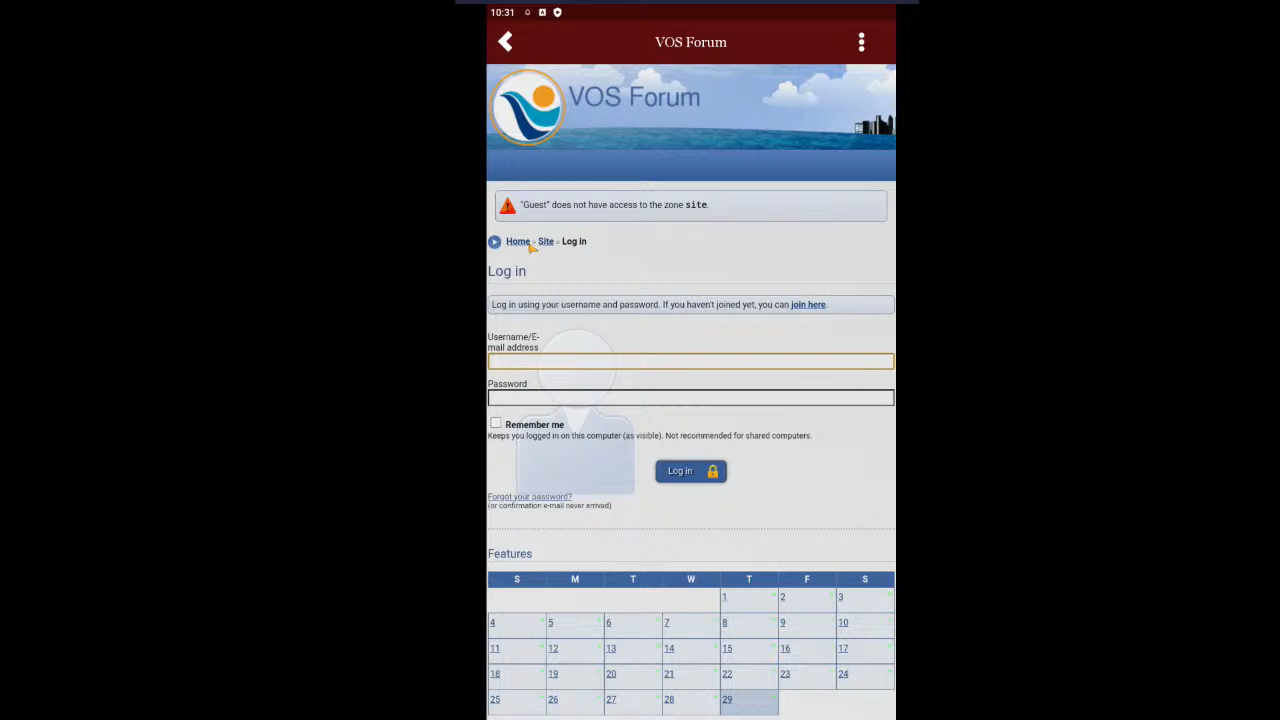 10:31
VOS Forum
VOS Forum
"Guest" does not have access to the zone site.
Home » Site » Log in
Log in
Log in using your username and password. If you haven't joined yet, you can join here.
Username/E-
mail address
Password
Remember me
Keeps you logged in on this computer (as visible). Not recommended for shared computers.
Log in
Forgot your password?
(or confirmation e-mail never arrived)
Features
S M T W T F S
1 2 3
4 5 6 7 8 9 10
11 12 13 14 15 16 17
18 19 20 21 22 23 24
25 26 27 28 29